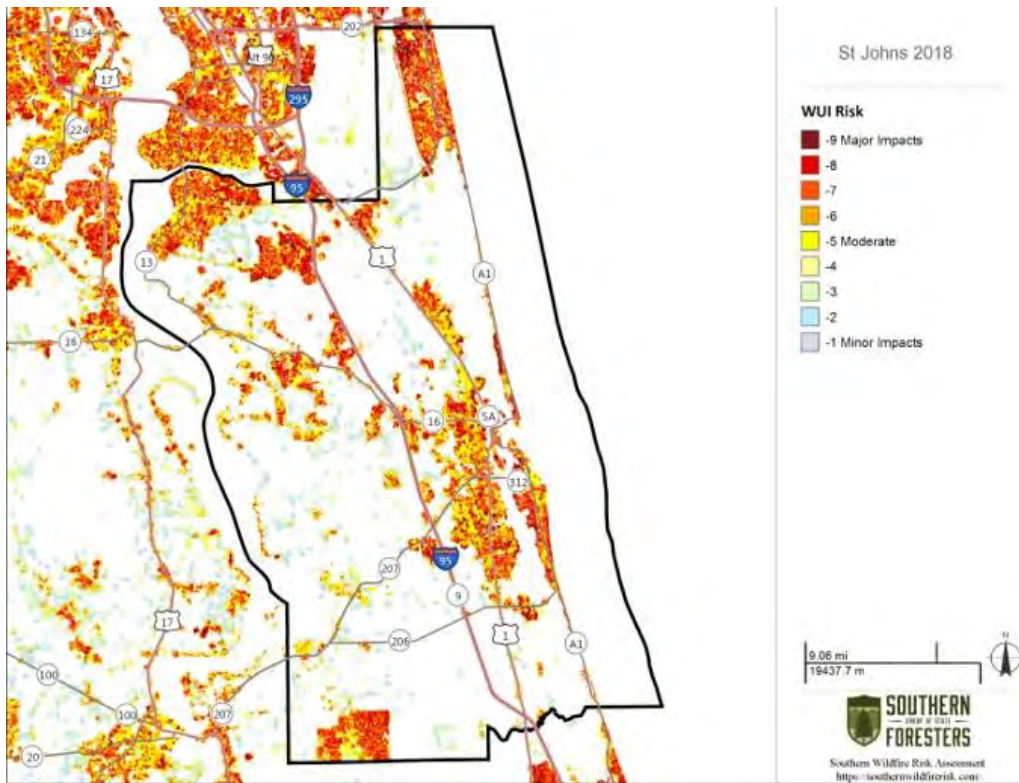 St Johns 2018
WUI Risk
-9 Major Impacts
-8
-7
-6
-5 Moderate
-4
-3
-2
-1 Minor Impacts
202
134
Alt 90
17
295
224
21
95
13
1
A1
16
16
5A
312
95
207
9
17
206
1
A1
100
207
100
20
9.06 mi
19437.7 m
N
SOUTHERN
GROUP OF STATE
FORESTERS
Southern Wildfire Risk Assessment
https://southernwildfirerisk.com/